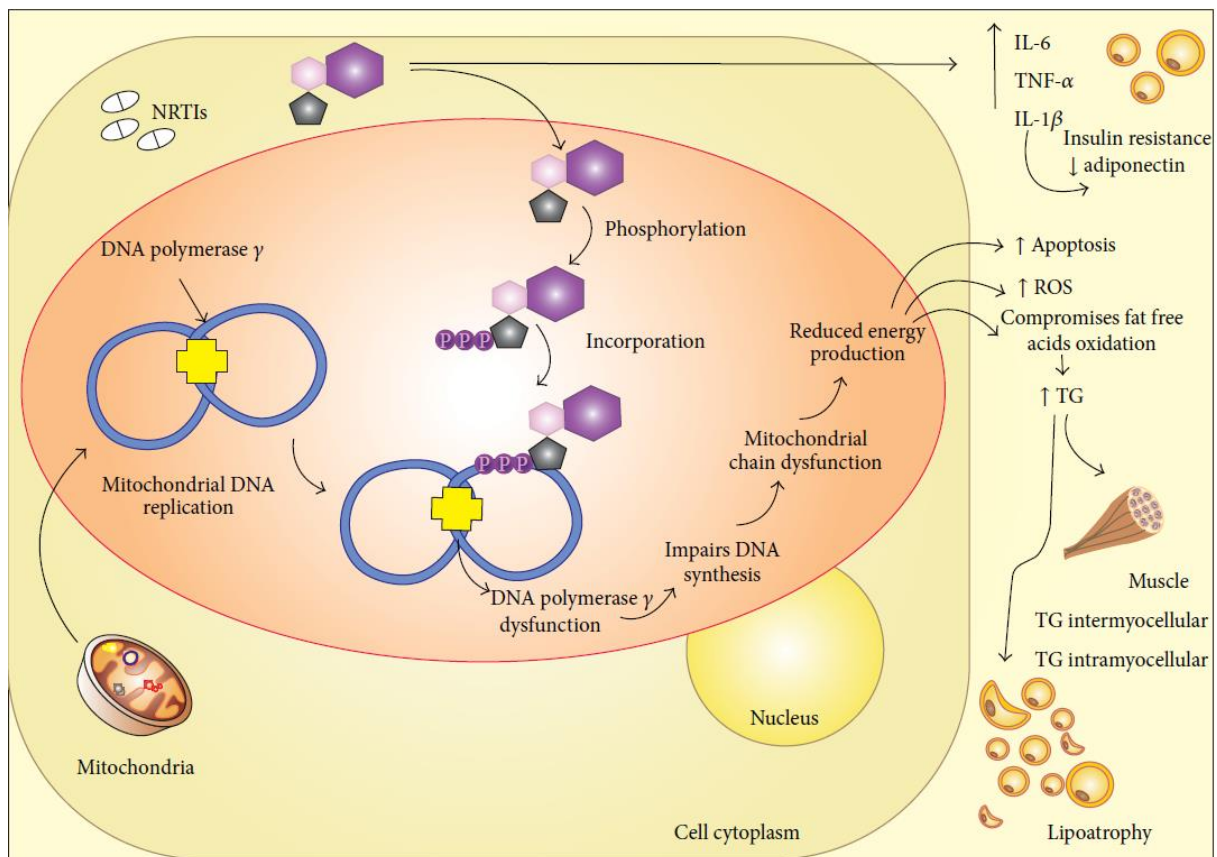 NRTIs
IL-6
TNF-α
IL-1β
Insulin resistance
↓ adiponectin
Phosphorylation
DNA polymerase γ
↑ Apoptosis
↑ ROS
Compromises fat free
acids oxidation
↑ TG
P P P
Incorporation
Reduced energy
production
Mitochondrial DNA
replication
P P P
Mitochondrial
chain dysfunction
Impairs DNA
synthesis
DNA polymerase γ
dysfunction
Muscle
TG intermyocellular
TG intramyocellular
Nucleus
Mitochondria
Cell cytoplasm
Lipoatrophy